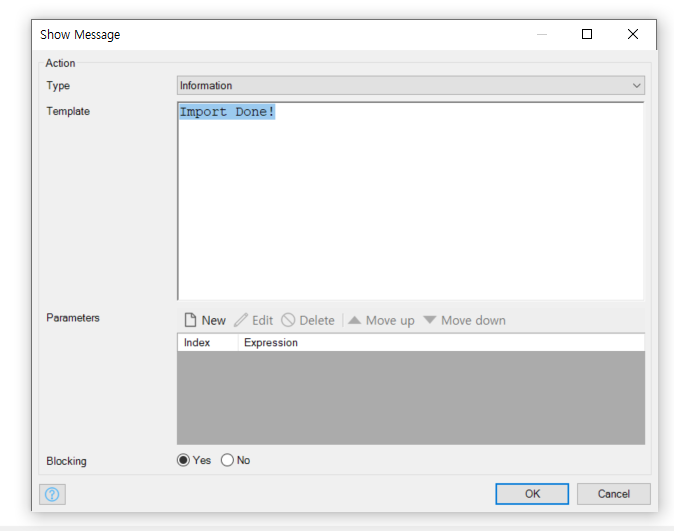 Show Message
Action
Type
Information
Template
Import Done!
Parameters
New Edit Delete Move up Move down
Index Expression
Blocking
Yes No
OK Cancel